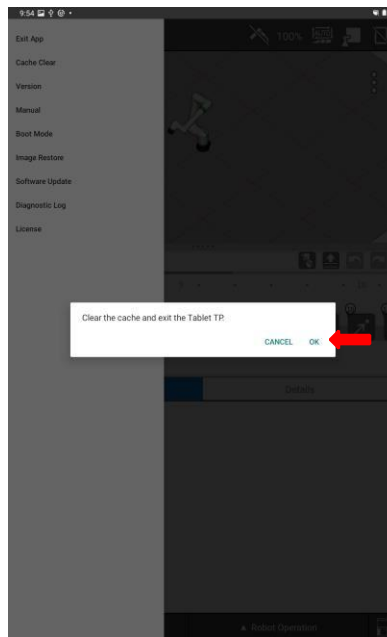 9:54
Exit App
100%
Cache Clear
Version
Manual
Boot Mode
Image Restore
Software Update
Diagnostic Log
License
Clear the cache and exit the Tablet TP.
CANCEL OK
Details
▲ Robot Operation